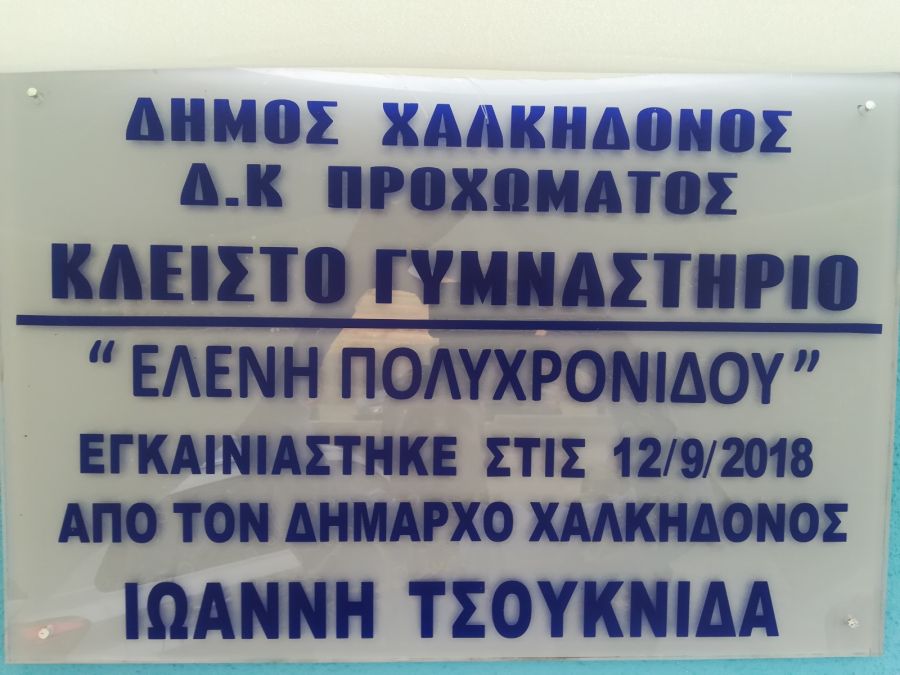 ΔΗΜΟΣ ΧΑΛΚΗΔΟΝΟΣ
Δ.Κ ΠΡΟΧΩΜΑΤΟΣ
ΚΛΕΙΣΤΟ ΓΥΜΝΑΣΤΗΡΙΟ
“ΕΛΕΝΗ ΠΟΛΥΧΡΟΝΙΔΟΥ”
ΕΓΚΑΙΝΙΑΣΤΗΚΕ ΣΤΙΣ 12/9/2018
ΑΠΟ ΤΟΝ ΔΗΜΑΡΧΟ ΧΑΛΚΗΔΟΝΟΣ
ΙΩΑΝΝΗ ΤΣΟΥΚΝΙΔΑ